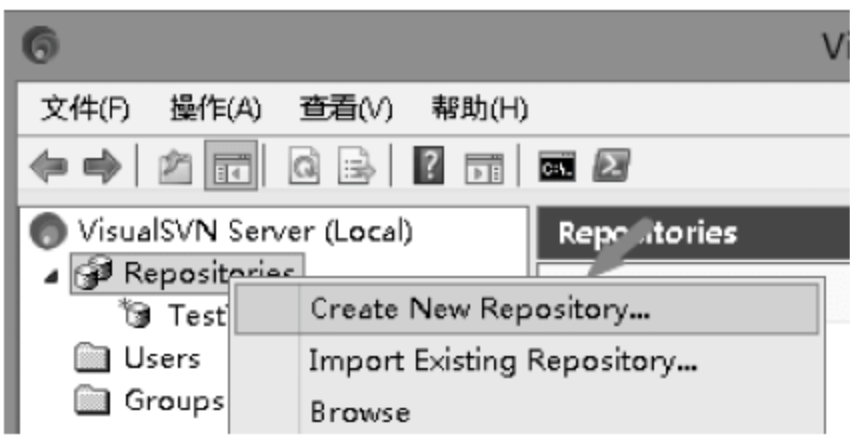 Vi
文件(F) 操作(A) 查看(V) 帮助(H)
C:\.
VisualSVN Server (Local)
Repositories
Repositories
Create New Repository...
Test
Import Existing Repository...
Users
Browse
Groups